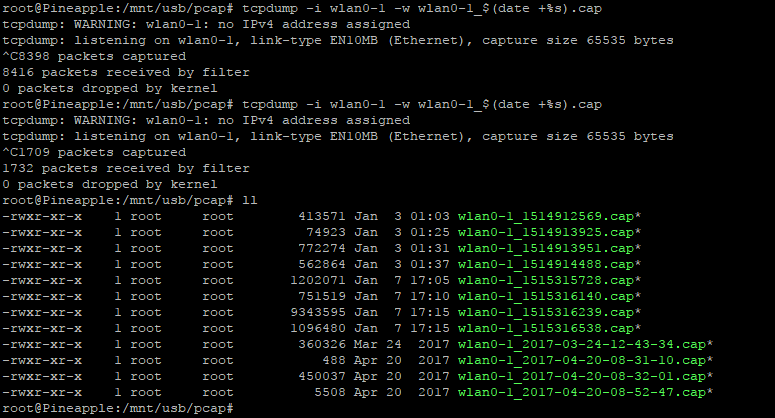 root@Pineapple:/mnt/usb/pcap# tcpdump -i wlan0-1 -w wlan0-1_$(date +%s).cap
tcpdump: WARNING: wlan0-1: no IPv4 address assigned
tcpdump: listening on wlan0-1, link-type EN10MB (Ethernet), capture size 65535 bytes
^C8398 packets captured
8416 packets received by filter
0 packets dropped by kernel
root@Pineapple:/mnt/usb/pcap# tcpdump -i wlan0-1 -w wlan0-1_$(date +%s).cap
tcpdump: WARNING: wlan0-1: no IPv4 address assigned
tcpdump: listening on wlan0-1, link-type EN10MB (Ethernet), capture size 65535 bytes
^C1709 packets captured
1732 packets received by filter
0 packets dropped by kernel
root@Pineapple:/mnt/usb/pcap# ll
-rwxr-xr-x    1 root     root        413571 Jan  3 01:03 wlan0-1_1514912569.cap*
-rwxr-xr-x    1 root     root         74923 Jan  3 01:25 wlan0-1_1514913925.cap*
-rwxr-xr-x    1 root     root        772274 Jan  3 01:31 wlan0-1_1514913951.cap*
-rwxr-xr-x    1 root     root        562864 Jan  3 01:37 wlan0-1_1514914488.cap*
-rwxr-xr-x    1 root     root       1202071 Jan  7 17:05 wlan0-1_1515315728.cap*
-rwxr-xr-x    1 root     root        751519 Jan  7 17:10 wlan0-1_1515316140.cap*
-rwxr-xr-x    1 root     root       9343595 Jan  7 17:15 wlan0-1_1515316239.cap*
-rwxr-xr-x    1 root     root       1096480 Jan  7 17:15 wlan0-1_1515316538.cap*
-rwxr-xr-x    1 root     root        360326 Mar 24  2017 wlan0-1_2017-03-24-12-43-34.cap*
-rwxr-xr-x    1 root     root           488 Apr 20  2017 wlan0-1_2017-04-20-08-31-10.cap*
-rwxr-xr-x    1 root     root        450037 Apr 20  2017 wlan0-1_2017-04-20-08-32-01.cap*
-rwxr-xr-x    1 root     root          5508 Apr 20  2017 wlan0-1_2017-04-20-08-52-47.cap*
root@Pineapple:/mnt/usb/pcap#